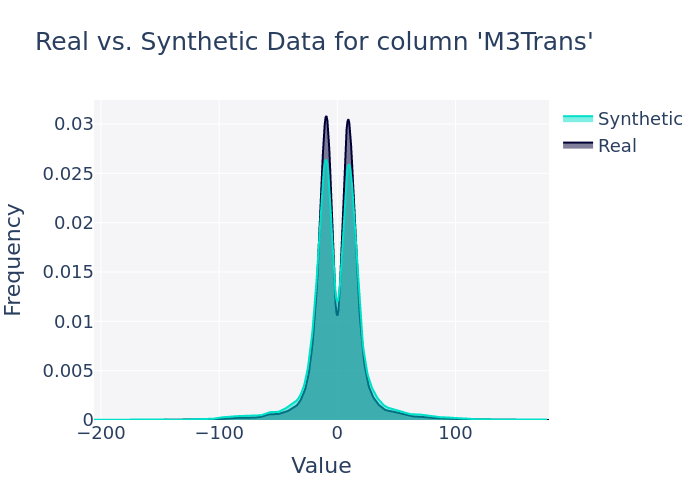 Real vs. Synthetic Data for column 'M3Trans'
Synthetic
Real
Frequency
0.03
0.025
0.02
0.015
0.01
0.005
0
−200
−100
0
100
Value